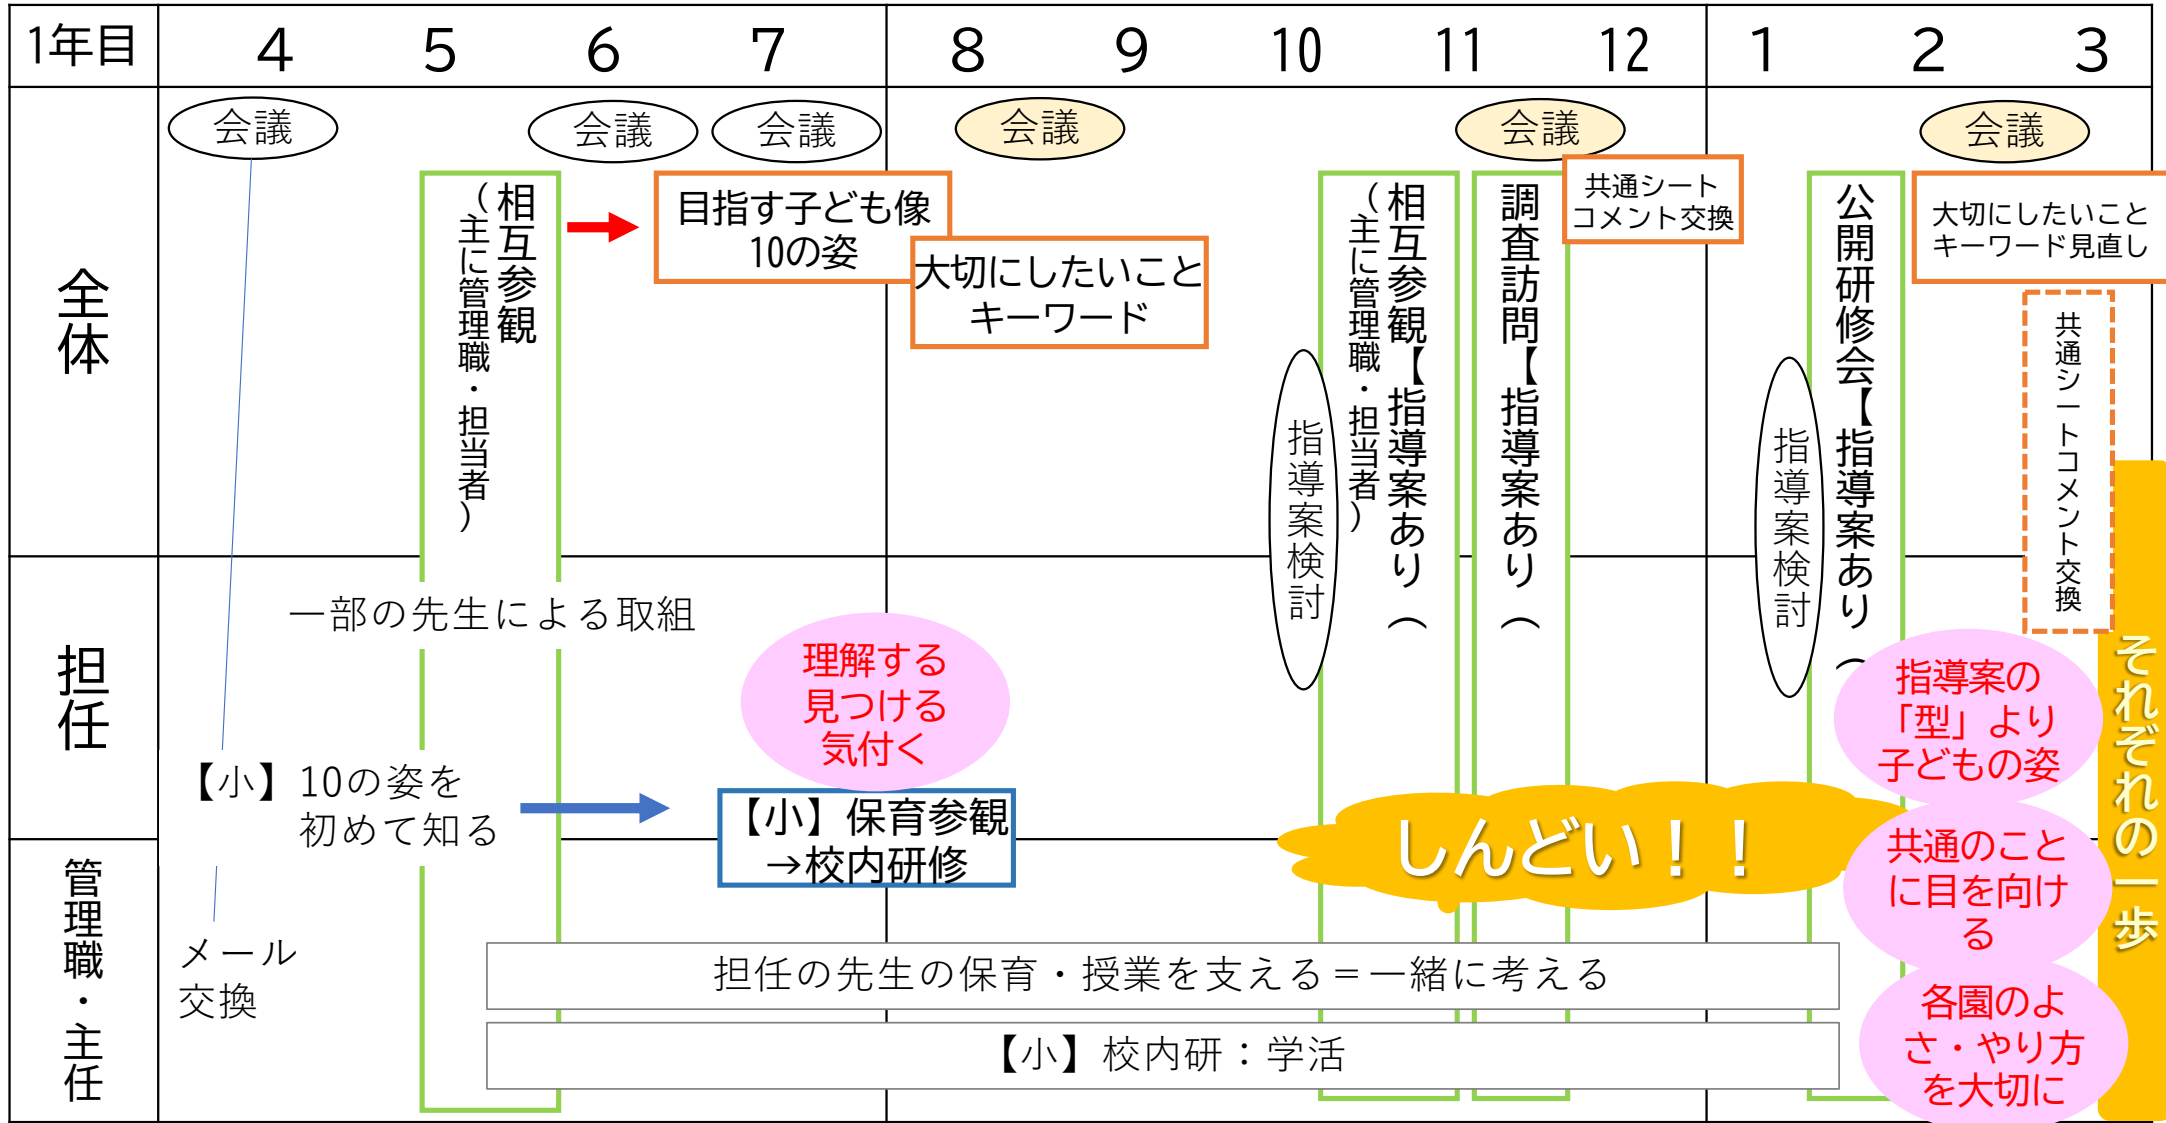 1年目
4 5 6 7 8 9 10 11 12 1 2 3
全体
会議
会議
会議
会議
会議
会議
相互参観
（主に管理職・担当者）
目指す子ども像
10の姿
大切にしたいこと
キーワード
指導案検討
相互参観【指導案あり（
（主に管理職・担当者）
調査訪問【指導案あり（
共通シート
コメント交換
指導案検討
公開研修会【指導案あり（
大切にしたいこと
キーワード見直し
共通シートコメント交換
担任
一部の先生による取組
理解する
見つける
気付く
【小】10の姿を
初めて知る
【小】保育参観
→校内研修
しんどい！！
指導案の
「型」より
子どもの姿
共通のこと
に目を向け
る
各園のよ
さ・やり方
を大切に
それぞれの一歩
管理職・主任
メール
交換
担任の先生の保育・授業を支える＝一緒に考える
【小】校内研：学活